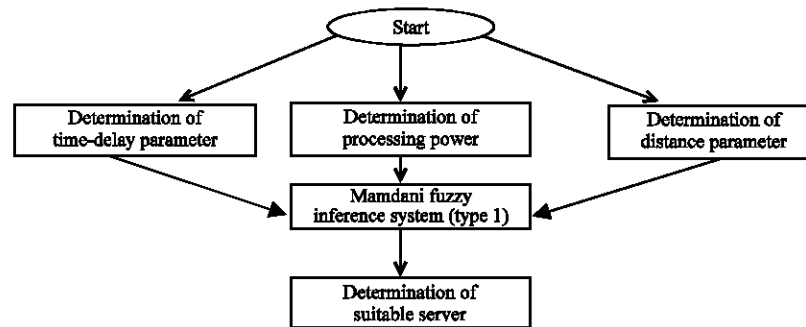 Start
Determination of
time-delay parameter
Determination of
processing power
Determination of
distance parameter
Mamdani fuzzy
inference system (type 1)
Determination of
suitable server